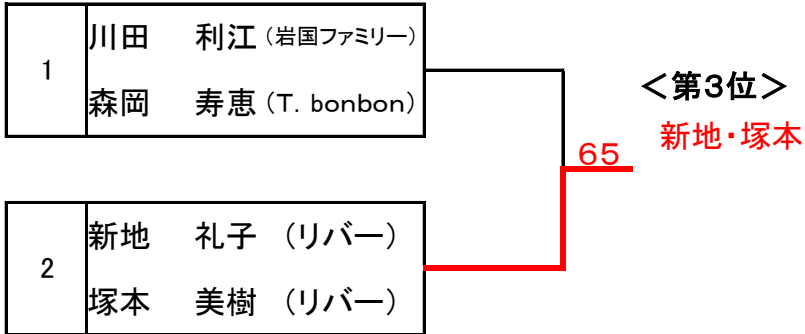 1
川田 利江 (岩国ファミリー)
森岡 寿恵 (T. bonbon)
＜第3位＞
新地・塚本
65
2
新地 礼子 (リバー)
塚本 美樹 (リバー)